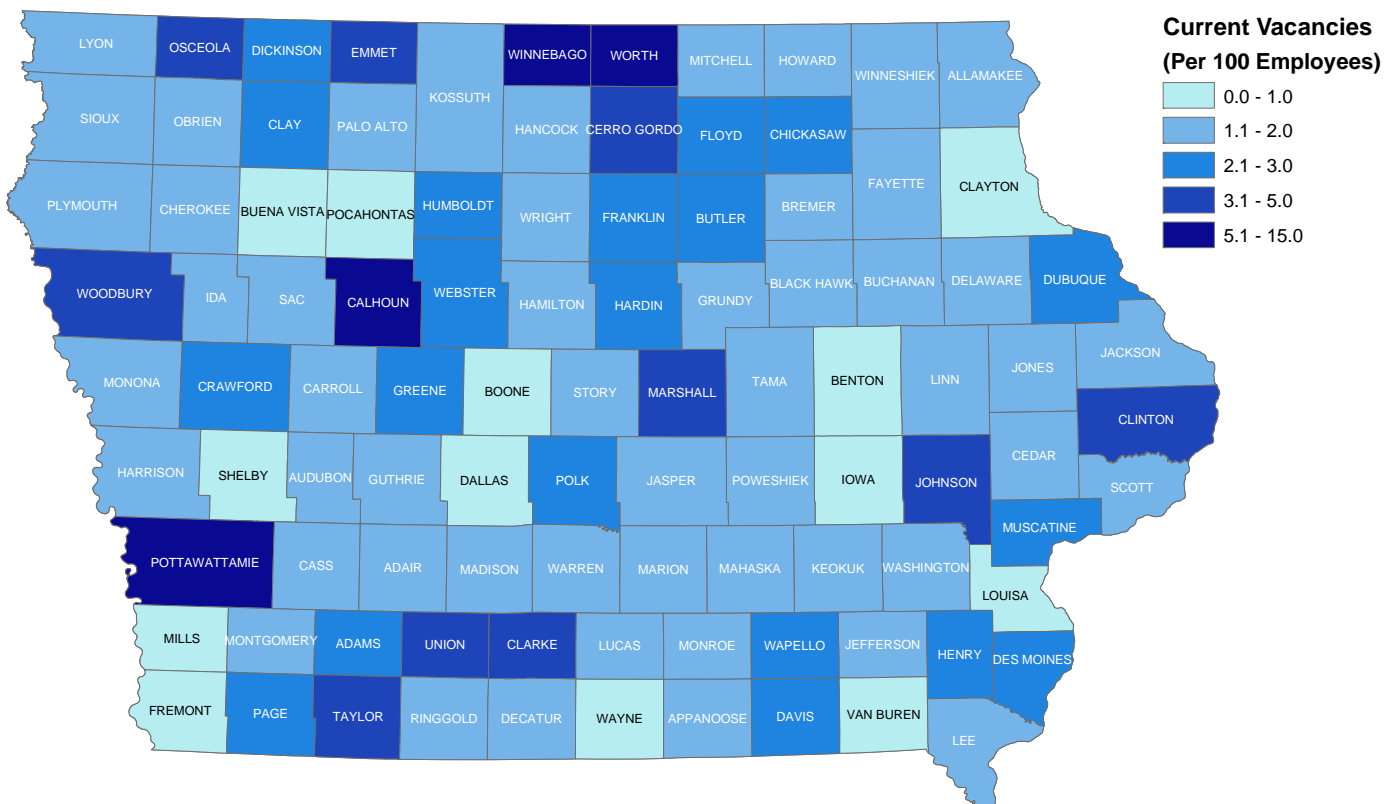 Current Vacancies
(Per 100 Employees)
0.0 - 1.0
1.1 - 2.0
2.1 - 3.0
3.1 - 5.0
5.1 - 15.0
LYON
OSCEOLA
DICKINSON
EMMET
KOSSUTH
WINNEBAGO
WORTH
MITCHELL
HOWARD
WINNESHIEK
ALLAMAKEE
SIOUX
OBRIEN
CLAY
PALO ALTO
HANCOCK
CERRO GORDO
FLOYD
CHICKASAW
FAYETTE
CLAYTON
PLYMOUTH
CHEROKEE
BUENA VISTA
POCAHONTAS
HUMBOLDT
WRIGHT
FRANKLIN
BUTLER
BREMER
WOODBURY
IDA
SAC
CALHOUN
WEBSTER
HAMILTON
HARDIN
GRUNDY
BLACK HAWK
BUCHANAN
DELAWARE
DUBUQUE
MONONA
CRAWFORD
CARROLL
GREENE
BOONE
STORY
MARSHALL
TAMA
BENTON
LINN
JONES
JACKSON
CLINTON
HARRISON
SHELBY
AUDUBON
GUTHRIE
DALLAS
POLK
JASPER
POWESHIEK
IOWA
JOHNSON
CEDAR
SCOTT
MUSCATINE
POTTAWATTAMIE
CASS
ADAIR
MADISON
WARREN
MARION
MAHASKA
KEOKUK
WASHINGTON
LOUISA
MILLS
MONTGOMERY
ADAMS
UNION
CLARKE
LUCAS
MONROE
WAPELLO
JEFFERSON
HENRY
DES MOINES
FREMONT
PAGE
TAYLOR
RINGGOLD
DECATUR
WAYNE
APPANOOSE
DAVIS
VAN BUREN
LEE